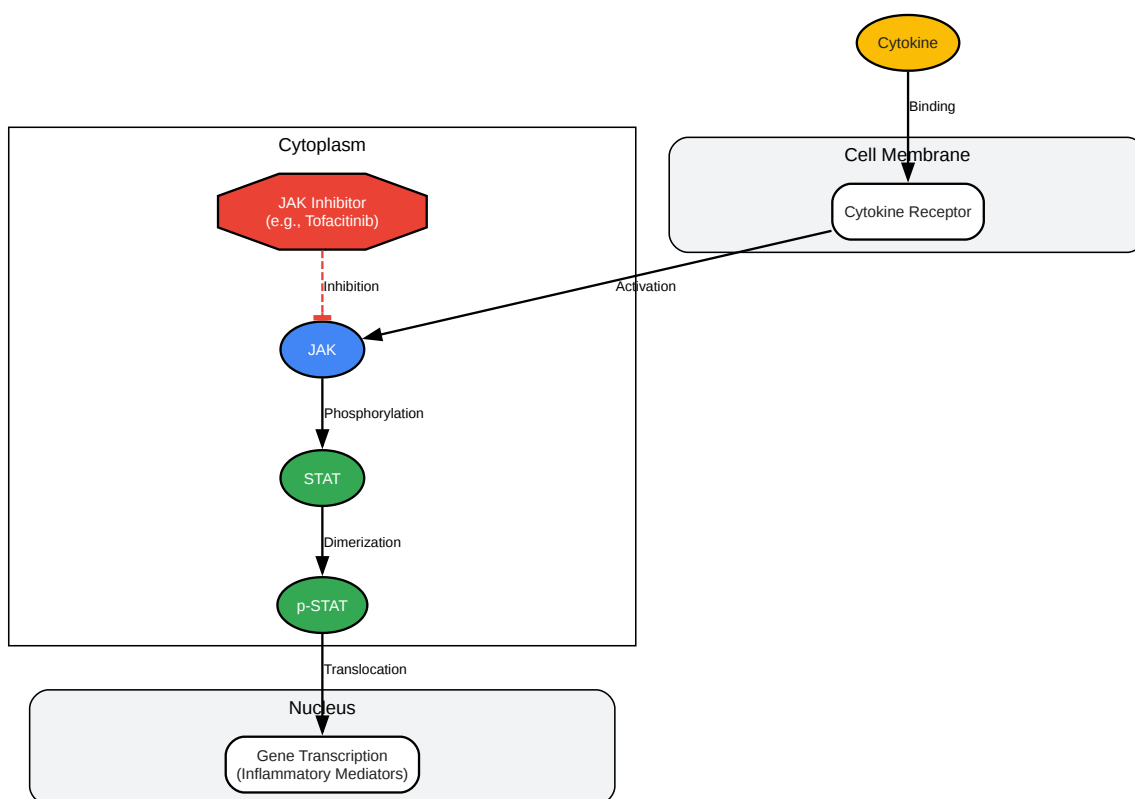 Cytokine
Binding
Cell Membrane
Cytokine Receptor
Cytoplasm
JAK Inhibitor
(e.g., Tofacitinib)
Inhibition
Activation
JAK
Phosphorylation
STAT
Dimerization
p-STAT
Translocation
Nucleus
Gene Transcription
(Inflammatory Mediators)